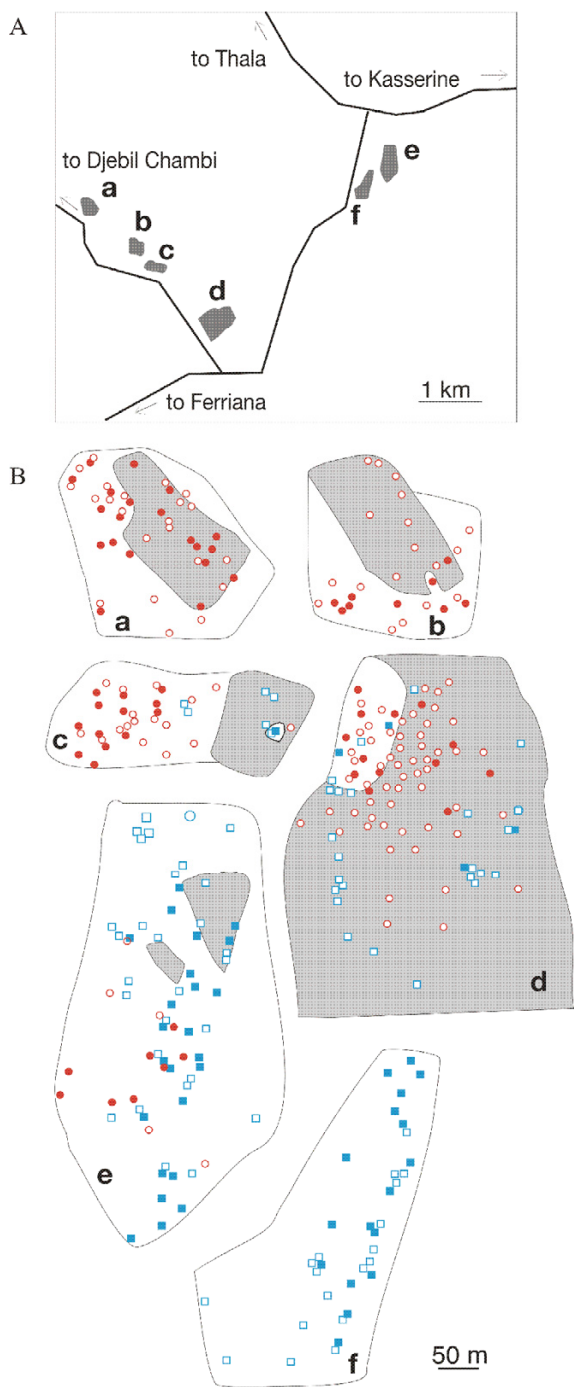 A
to Thala
to Kasserine
to Djebil Chambi
a
e
b
f
c
d
1 km
to Ferriana
B
a
b
c
d
e
f
50 m